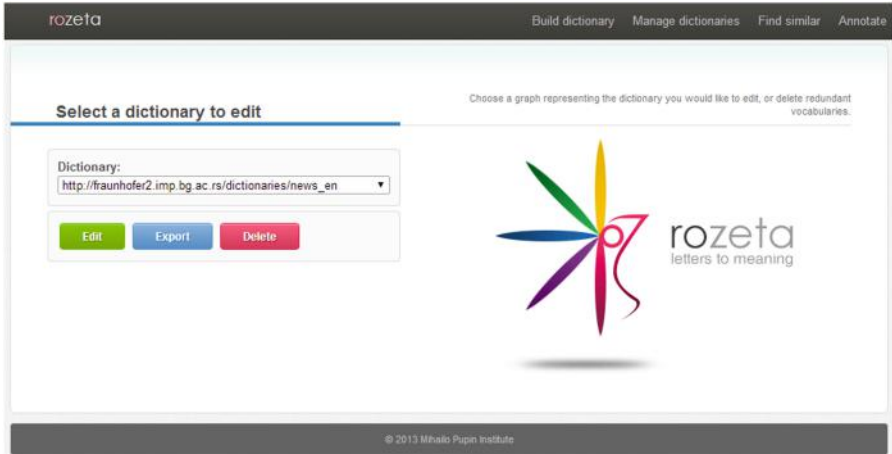 rozeta
Build dictionary Manage dictionaries Find similar Annotate
Select a dictionary to edit
Choose a graph representing the dictionary you would like to edit, or delete redundant
vocabularies.
Dictionary:
http://fraunhofer2.imp.bg.ac.rs/dictionaries/news_en
Edit Export Delete
rozeta
letters to meaning
© 2013 Mihailo Pupin Institute